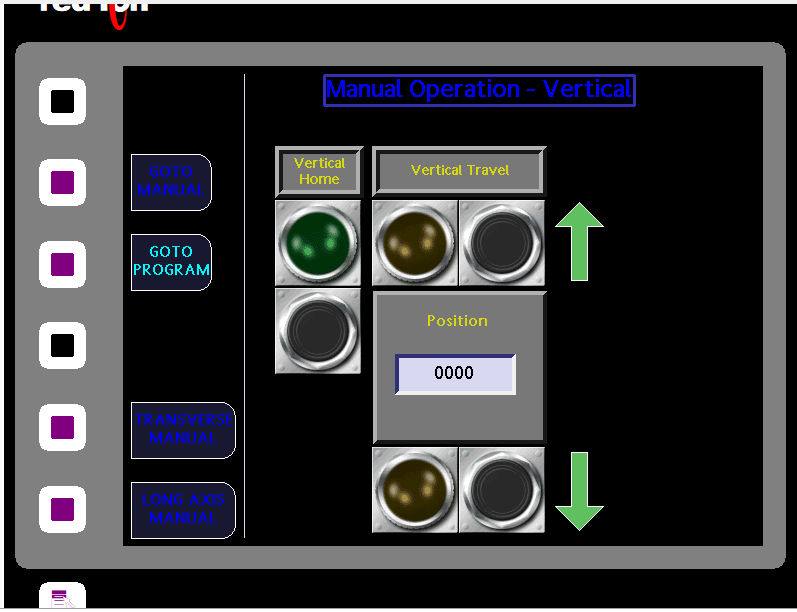 Manual Operation - Vertical
GOTO
MANUAL
GOTO
PROGRAM
Vertical
Home
Vertical Travel
Position
0000
TRANSVERSE
MANUAL
LONG AXIS
MANUAL